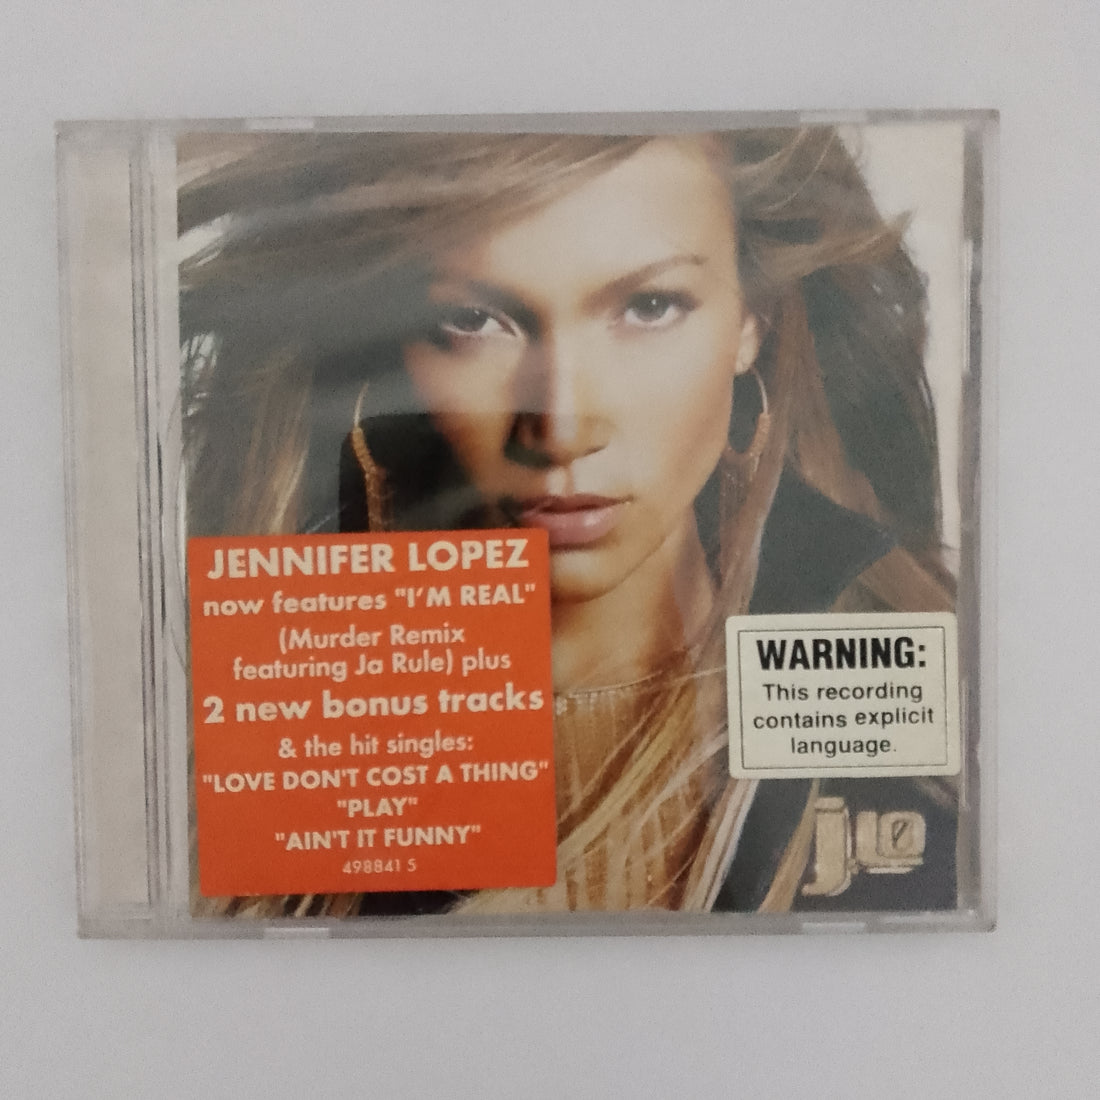 JENNIFER LOPEZ
now features "I'M REAL"
(Murder Remix
featuring Ja Rule) plus
2 new bonus tracks
& the hit singles:
"LOVE DON'T COST A THING"
"PLAY"
"AIN'T IT FUNNY"
498841 5
WARNING:
This recording
contains explicit
language.
j.lo